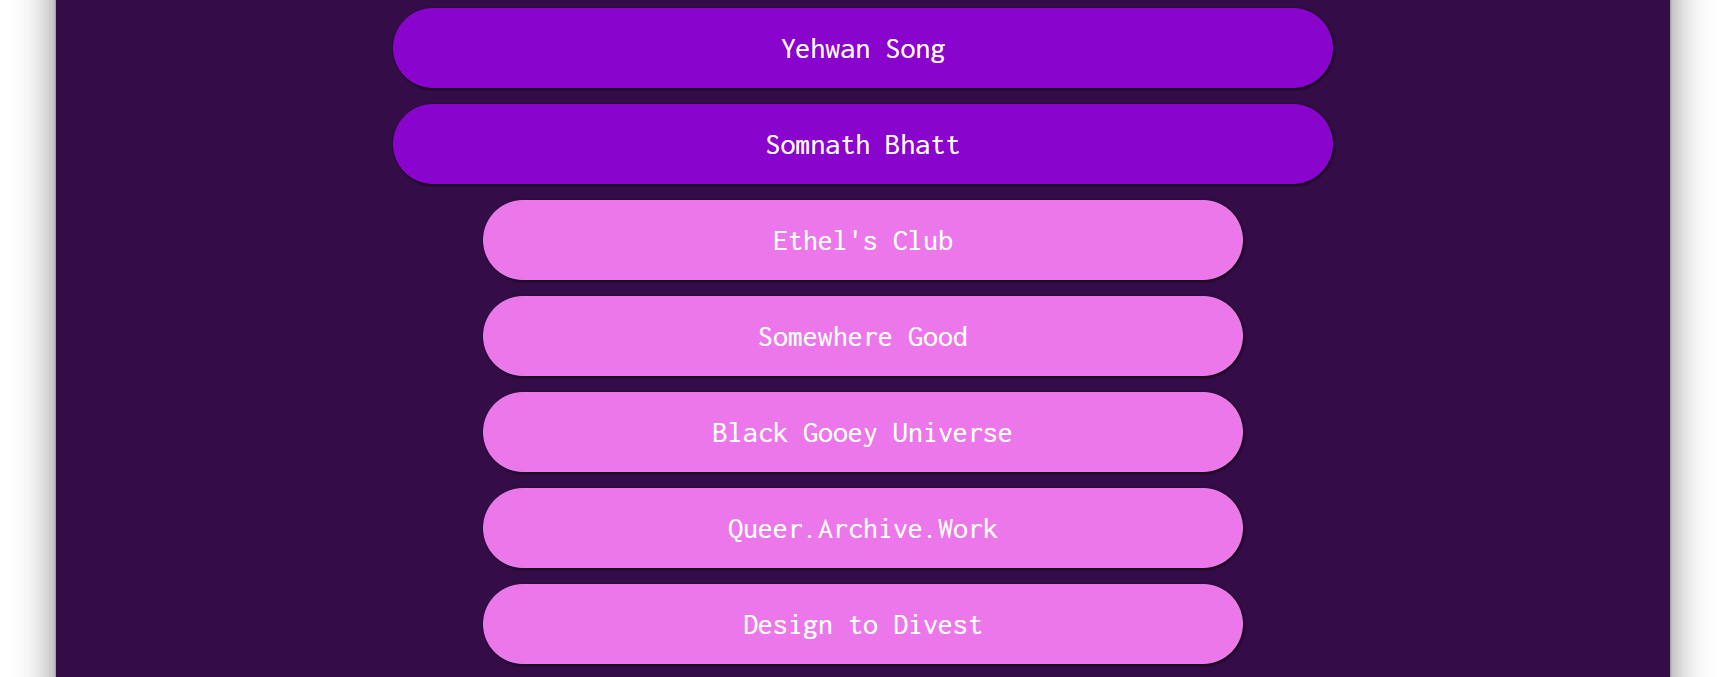 Yehwan Song
Somnath Bhatt
Ethel's Club
Somewhere Good
Black Gooey Universe
Queer.Archive.Work
Design to Divest